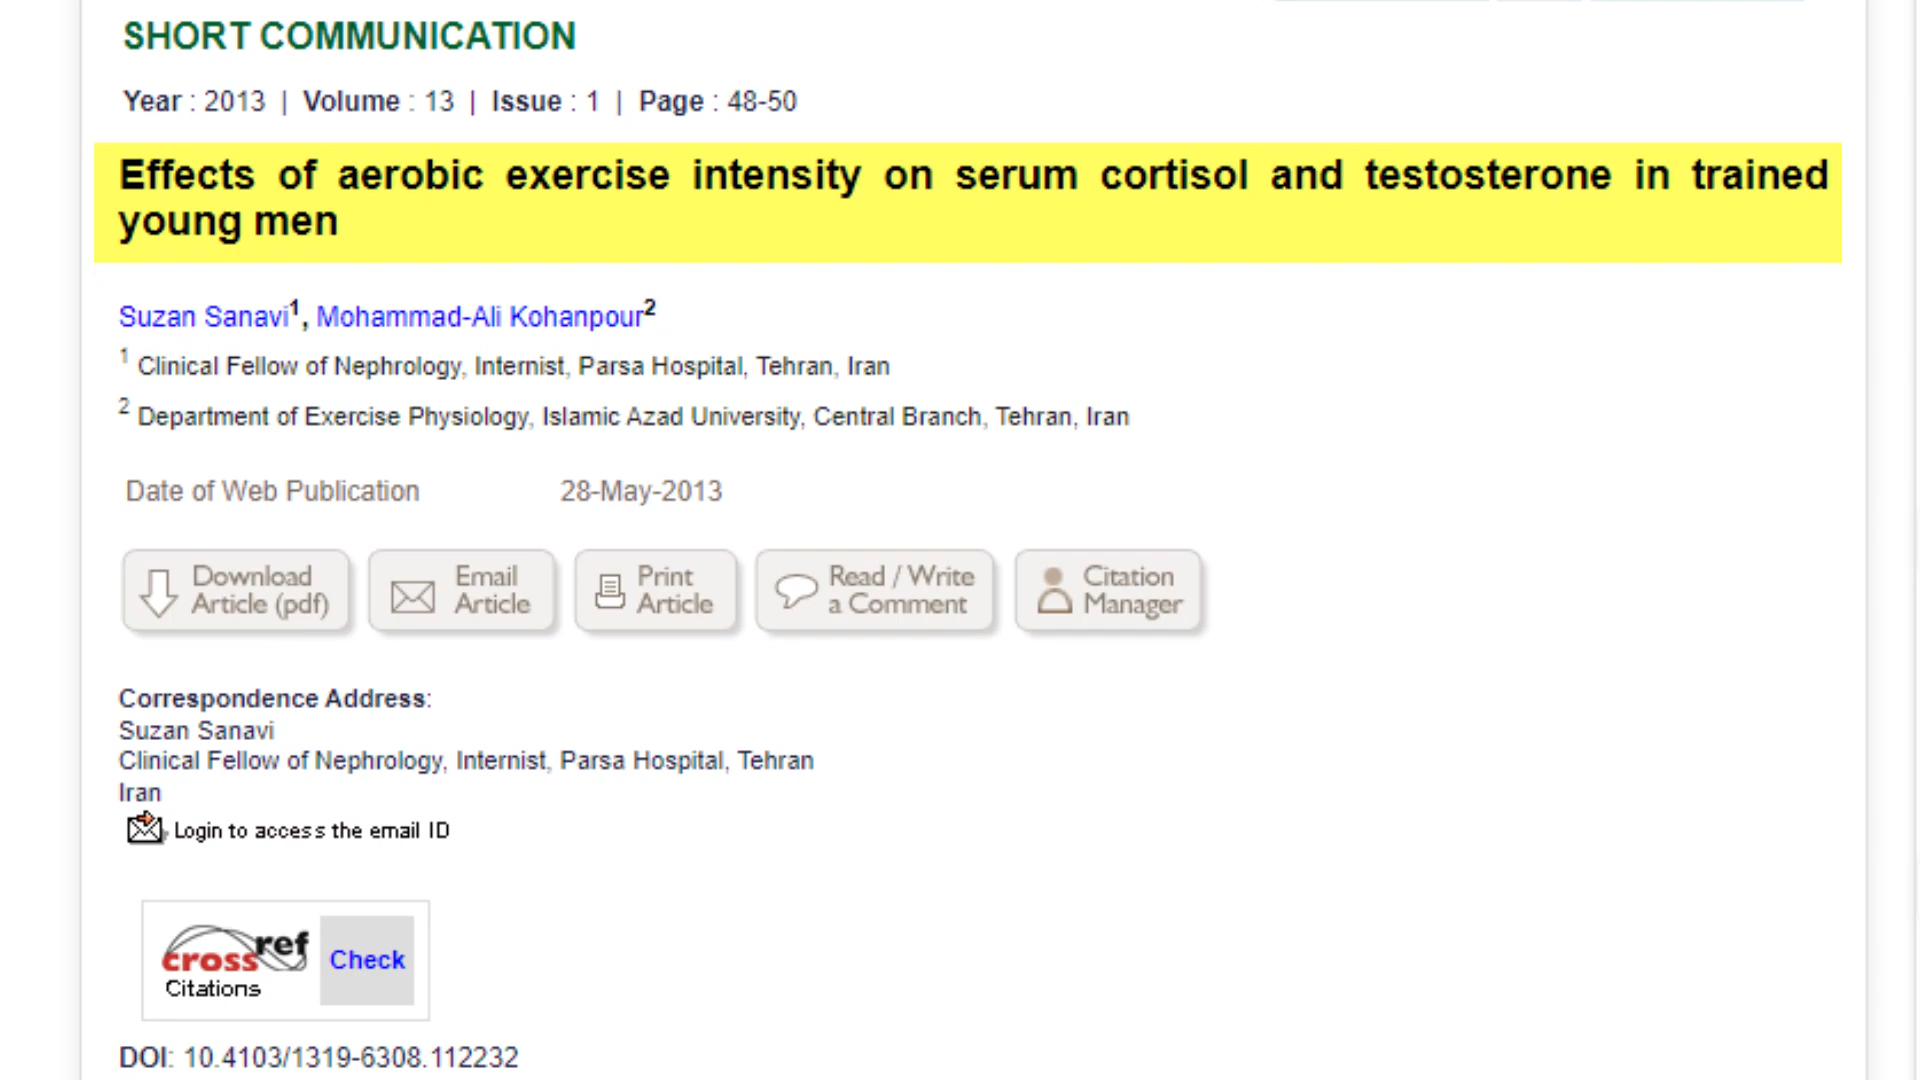 SHORT COMMUNICATION
Year : 2013 | Volume : 13 | Issue : 1 | Page : 48-50
Effects of aerobic exercise intensity on serum cortisol and testosterone in trained
young men
Suzan Sanavi1, Mohammad-Ali Kohanpour2
1 Clinical Fellow of Nephrology, Internist, Parsa Hospital, Tehran, Iran
2 Department of Exercise Physiology, Islamic Azad University, Central Branch, Tehran, Iran
Date of Web Publication 28-May-2013
Download Article (pdf)
Email Article
Print Article
Read / Write a Comment
Citation Manager
Correspondence Address:
Suzan Sanavi
Clinical Fellow of Nephrology, Internist, Parsa Hospital, Tehran
Iran
Login to access the email ID
crossref
Citations
Check
DOI: 10.4103/1319-6308.112232